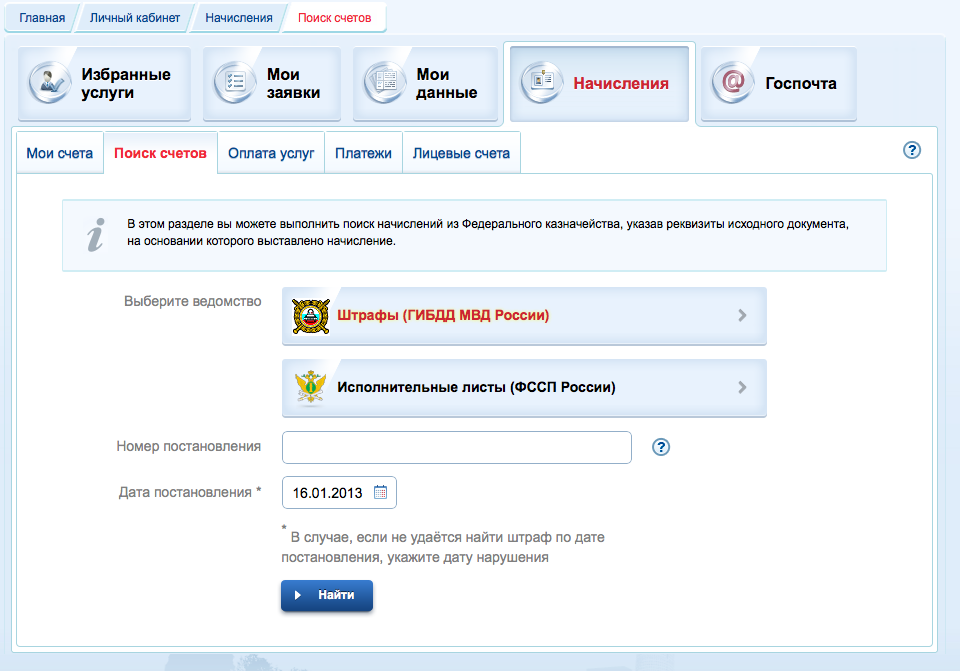 Главная
Личный кабинет
Начисления
Поиск счетов
Избранные
услуги
Мои
заявки
Мои
данные
Начисления
@
Госпочта
Мои счета
Поиск счетов
Оплата услуг
Платежи
Лицевые счета
?
i
В этом разделе вы можете выполнить поиск начислений из Федерального казначейства, указав реквизиты исходного документа,
на основании которого выставлено начисление.
Выберите ведомство
Штрафы (ГИБДД МВД России)
Исполнительные листы (ФССП России)
Номер постановления
?
Дата постановления *
16.01.2013
* В случае, если не удаётся найти штраф по дате
постановления, укажите дату нарушения
Найти